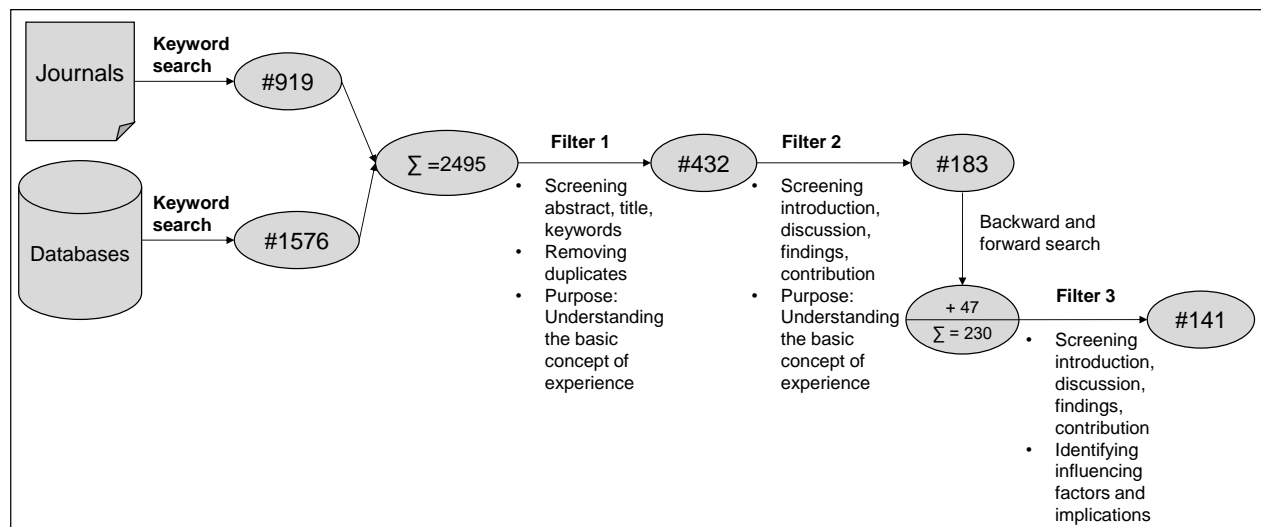 Journals
Keyword
search
#919
Databases
Keyword
search
#1576
∑ =2495
Filter 1
• Screening
abstract, title,
keywords
• Removing
duplicates
• Purpose:
Understanding
the basic
concept of
experience
#432
Filter 2
• Screening
introduction,
discussion,
findings,
contribution
• Purpose:
Understanding
the basic
concept of
experience
#183
Backward and
forward search
+ 47
∑ = 230
Filter 3
• Screening
introduction,
discussion,
findings,
contribution
• Identifying
influencing
factors and
implications
#141